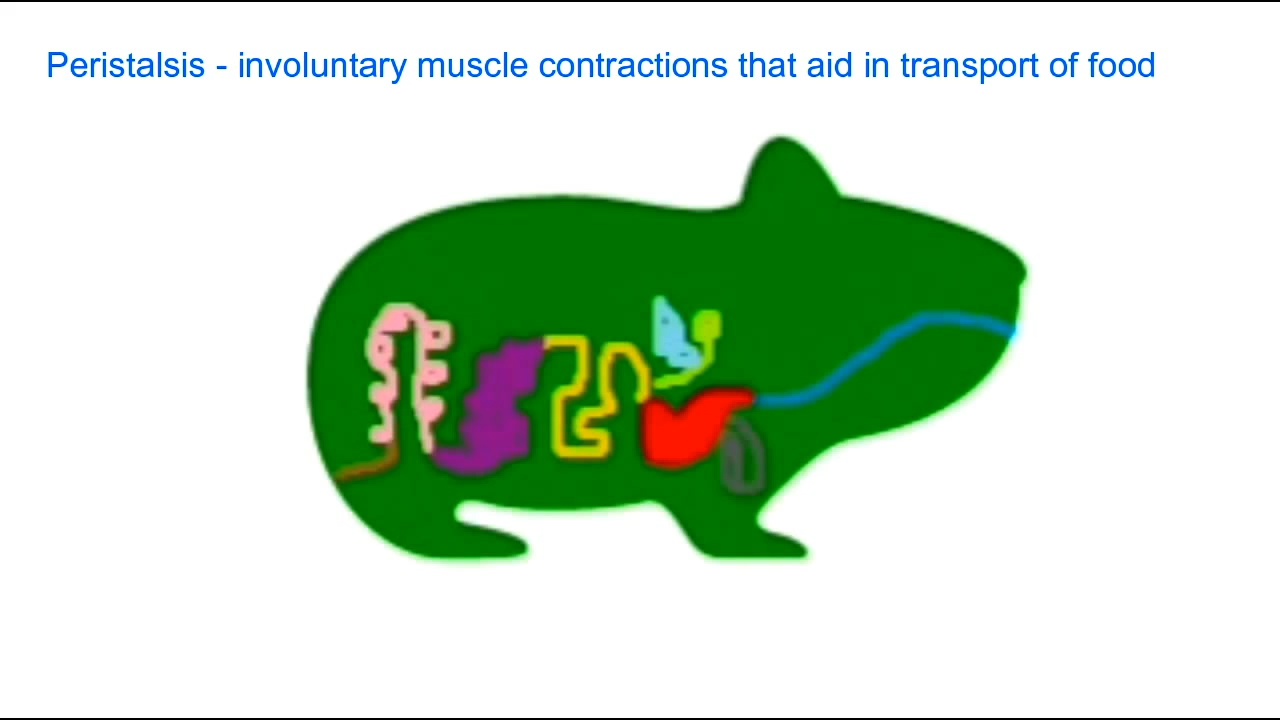 Peristalsis - involuntary muscle contractions that aid in transport of food